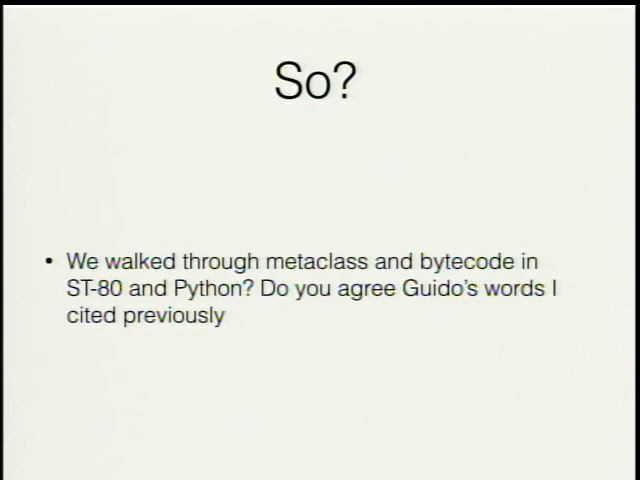 So?
• We walked through metaclass and bytecode in
ST-80 and Python? Do you agree Guido's words I
cited previously